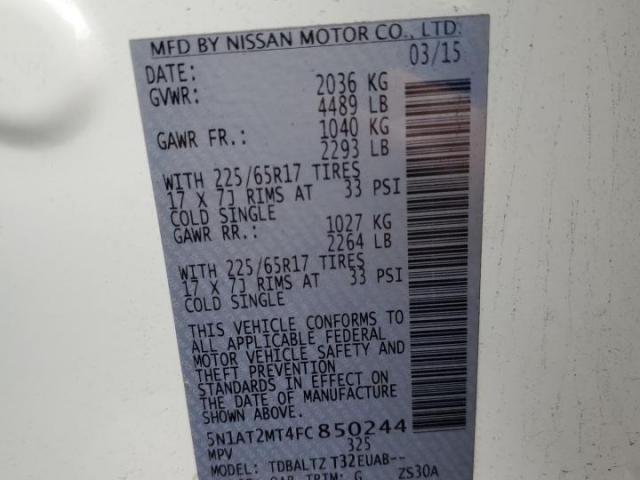 MFD BY NISSAN MOTOR CO., LTD.
DATE: 03/15
GVWR: 2036 KG
4489 LB
GAWR FR.: 1040 KG
2293 LB
WITH 225/65R17 TIRES
17 X 7J RIMS AT 33 PSI
COLD SINGLE
GAWR RR.: 1027 KG
2264 LB
WITH 225/65R17 TIRES
17 X 7J RIMS AT 33 PSI
COLD SINGLE
THIS VEHICLE CONFORMS TO
ALL APPLICABLE FEDERAL
MOTOR VEHICLE SAFETY AND
THEFT PREVENTION
STANDARDS IN EFFECT ON
THE DATE OF MANUFACTURE
SHOWN ABOVE.
5N1AT2MT4FC850244
MPV 325
MODEL: TDBALTZ T32EUAB--
TRIM: G ZS30A